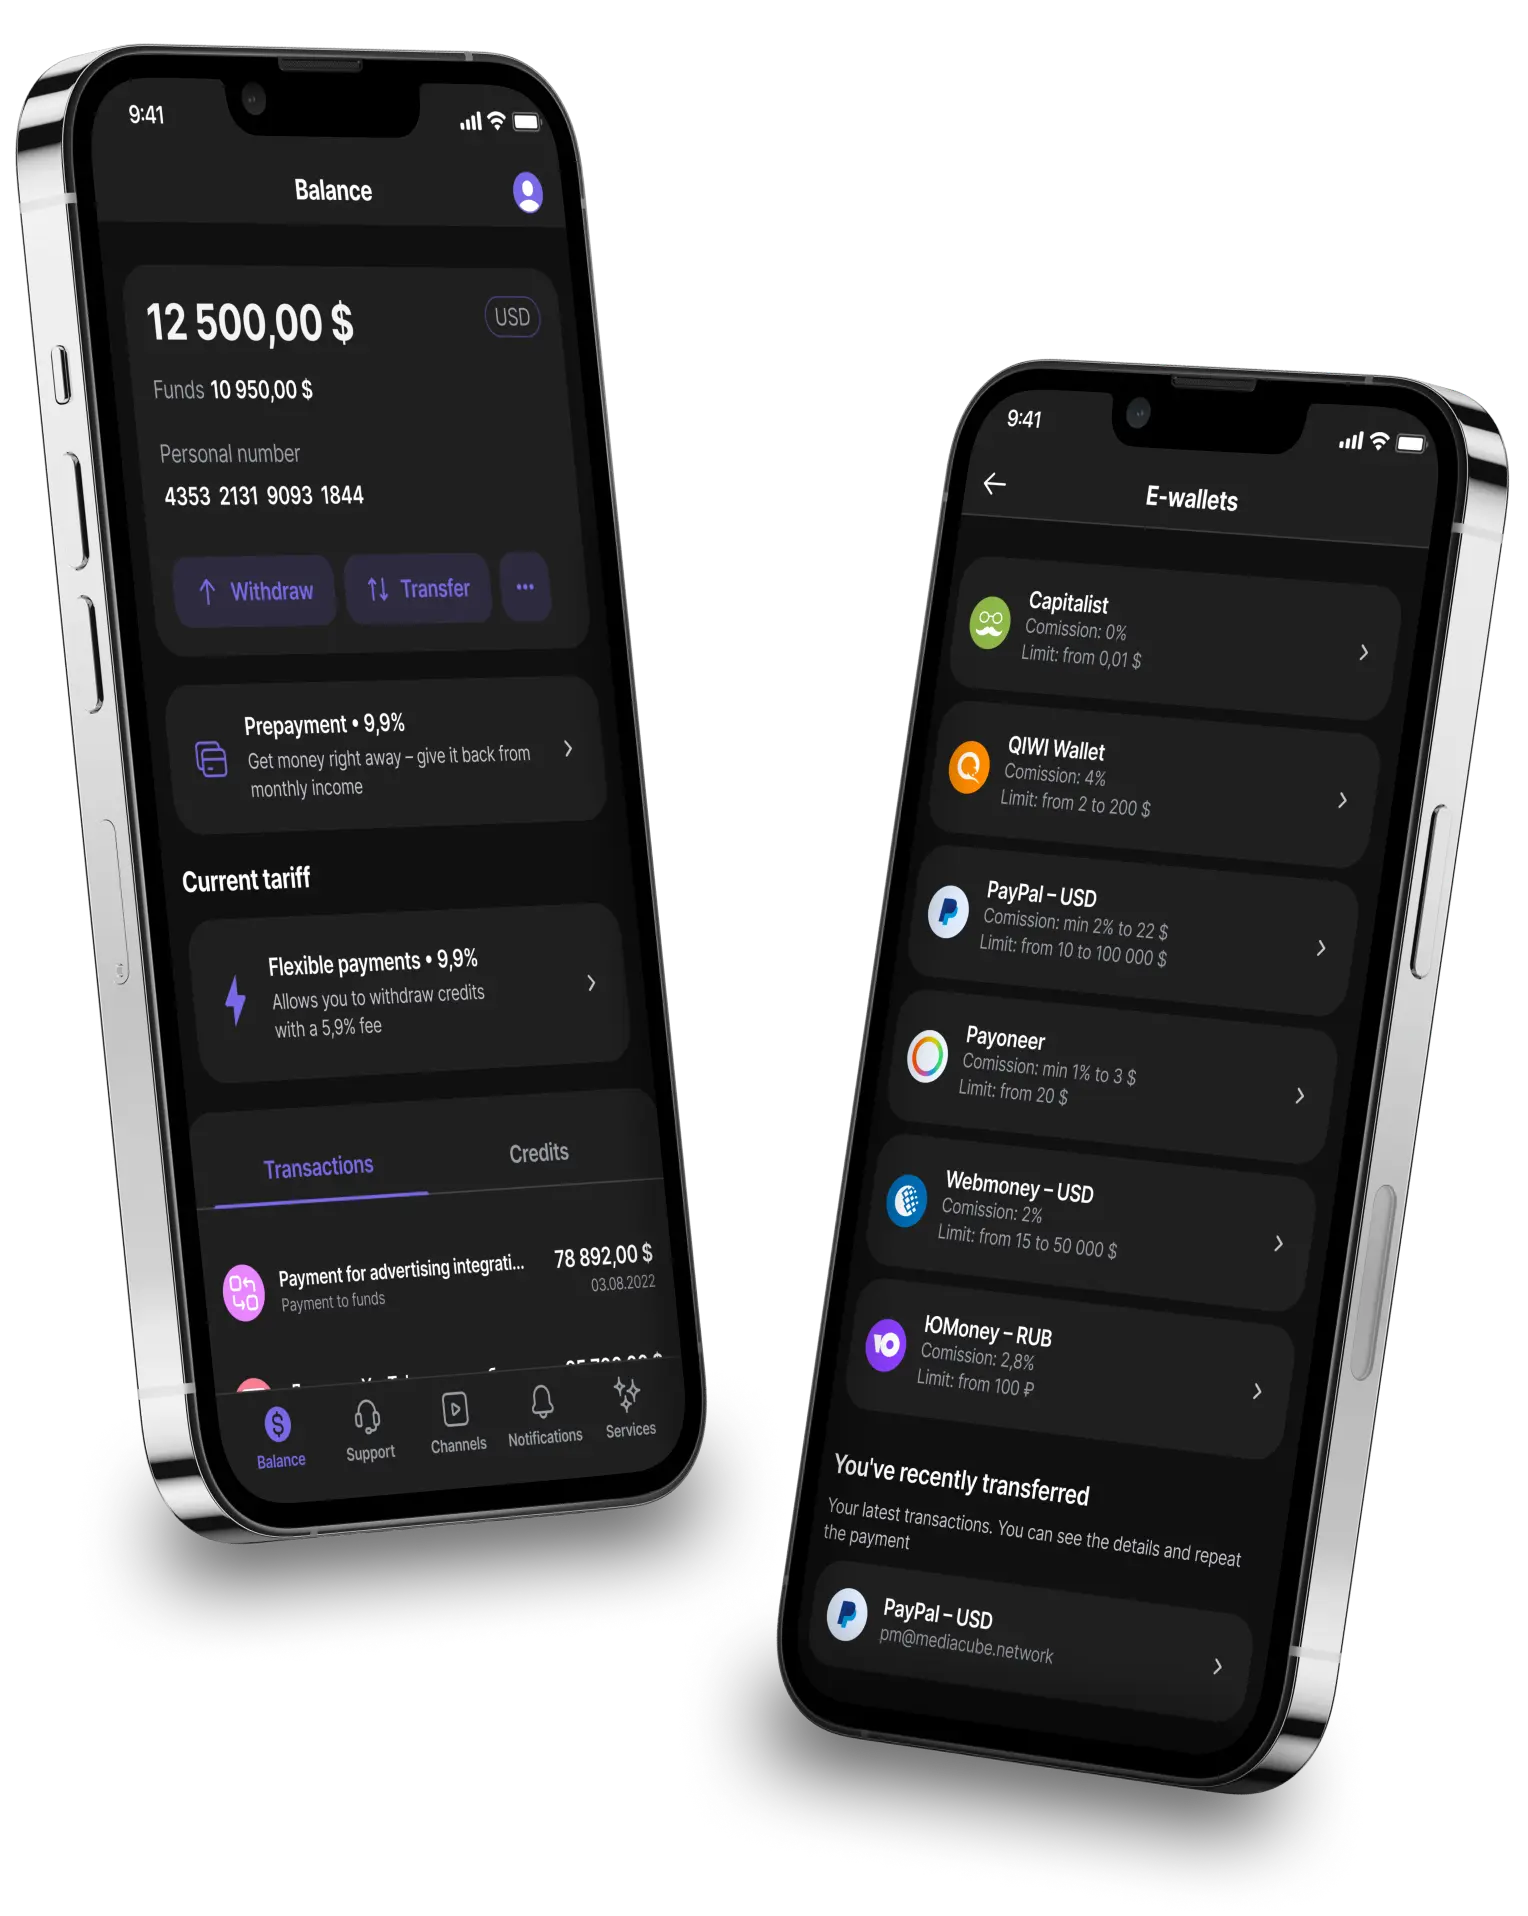 9:41
Balance
12 500,00 $
USD
Funds 10 950,00 $
Personal number
4353 2131 9093 1844
Withdraw
Transfer
Prepayment • 9,9%
Get money right away – give it back from
monthly income
Current tariff
Flexible payments • 9,9%
Allows you to withdraw credits
with a 5,9% fee
Transactions
Credits
Payment for advertising integrati...
78 892,00 $
Payment to funds
03.08.2022
Balance
Support
Channels
Notifications
Services
9:41
E-wallets
Capitalist
Comission: 0%
Limit: from 0,01 $
QIWI Wallet
Comission: 4%
Limit: from 2 to 200 $
PayPal – USD
Comission: min 2% to 22 $
Limit: from 10 to 100 000 $
Payoneer
Comission: min 1% to 3 $
Limit: from 20 $
Webmoney – USD
Comission: 2%
Limit: from 15 to 50 000 $
ЮMoney – RUB
Comission: 2,8%
Limit: from 100 ₽
You've recently transferred
Your latest transactions. You can see the details and repeat
the payment
PayPal – USD
pm@mediacube.network